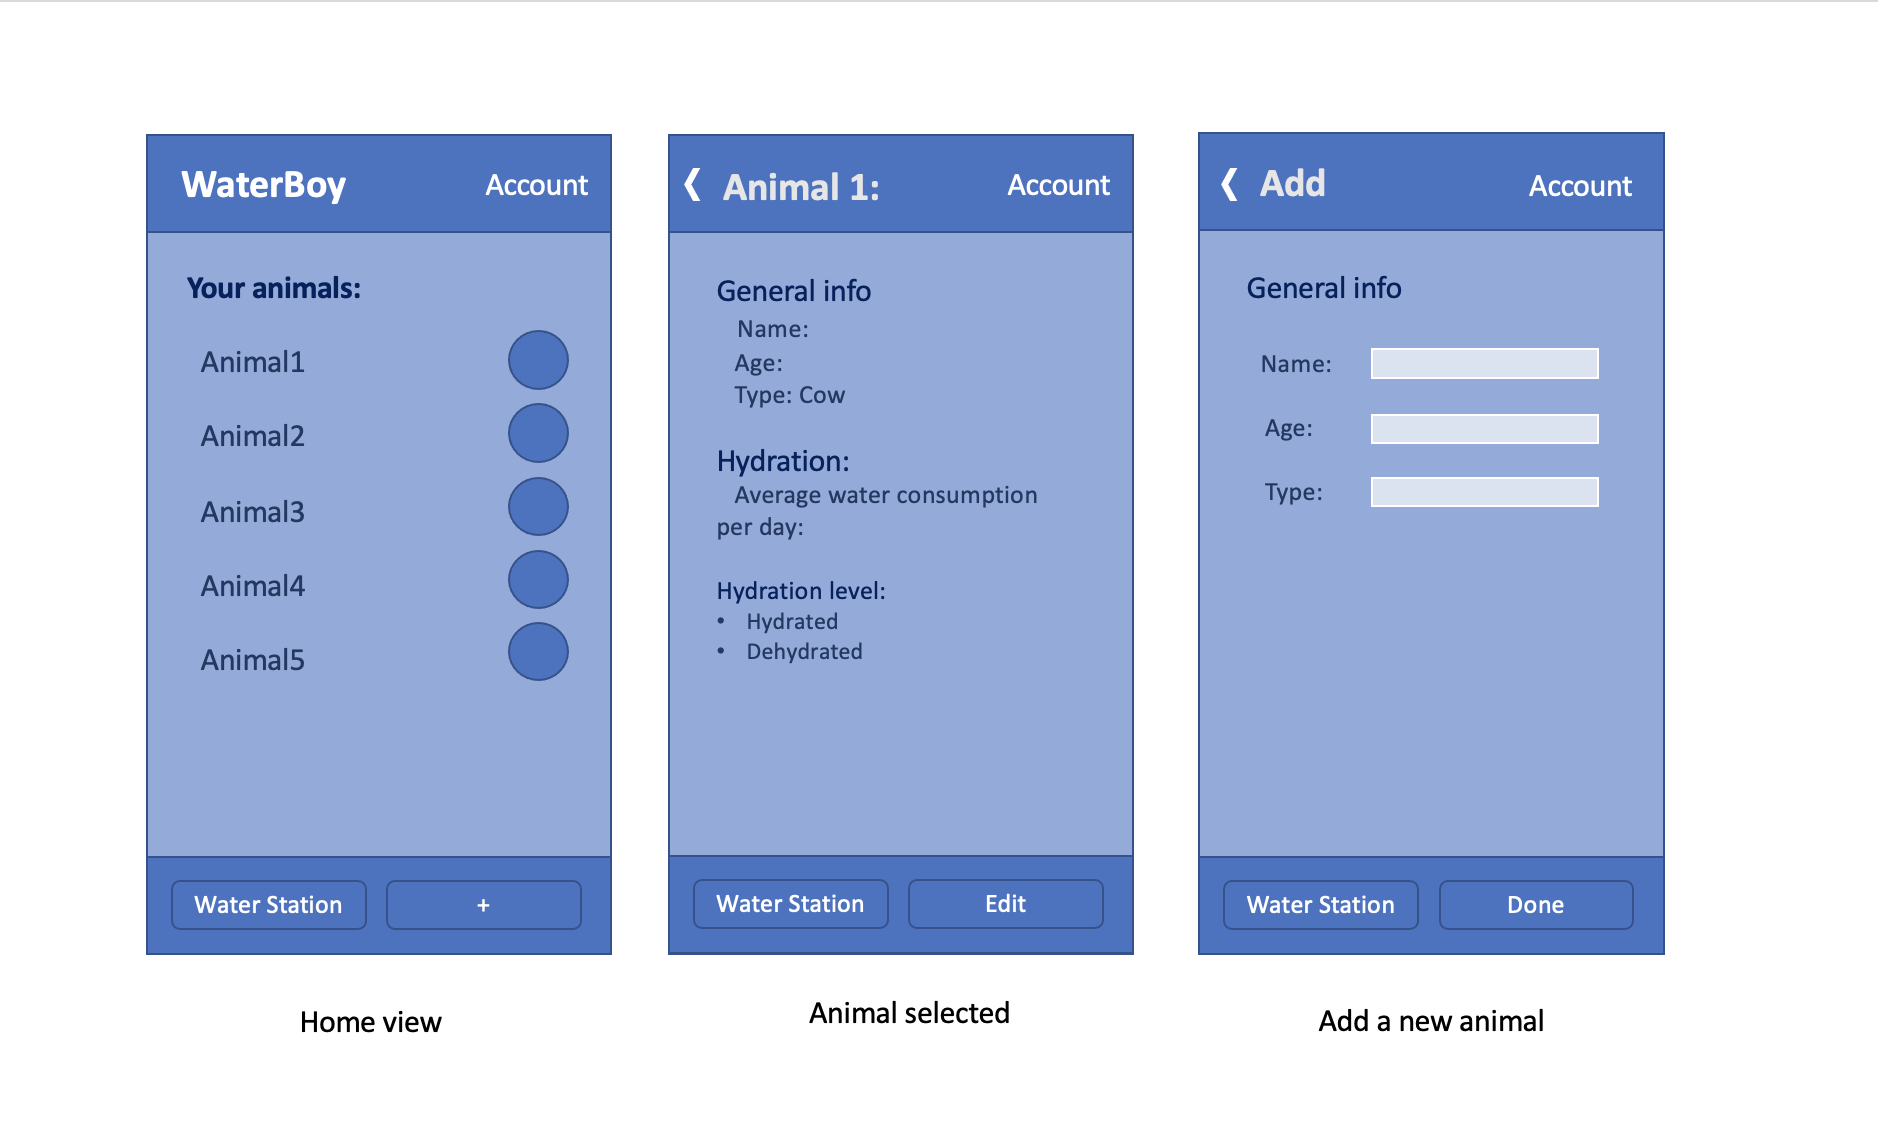 WaterBoy Account
Your animals:
Animal1
Animal2
Animal3
Animal4
Animal5
Water Station +
Home view
❮ Animal 1: Account
General info
Name:
Age:
Type: Cow
Hydration:
Average water consumption
per day:
Hydration level:
• Hydrated
• Dehydrated
Water Station Edit
Animal selected
❮ Add Account
General info
Name:
Age:
Type:
Water Station Done
Add a new animal